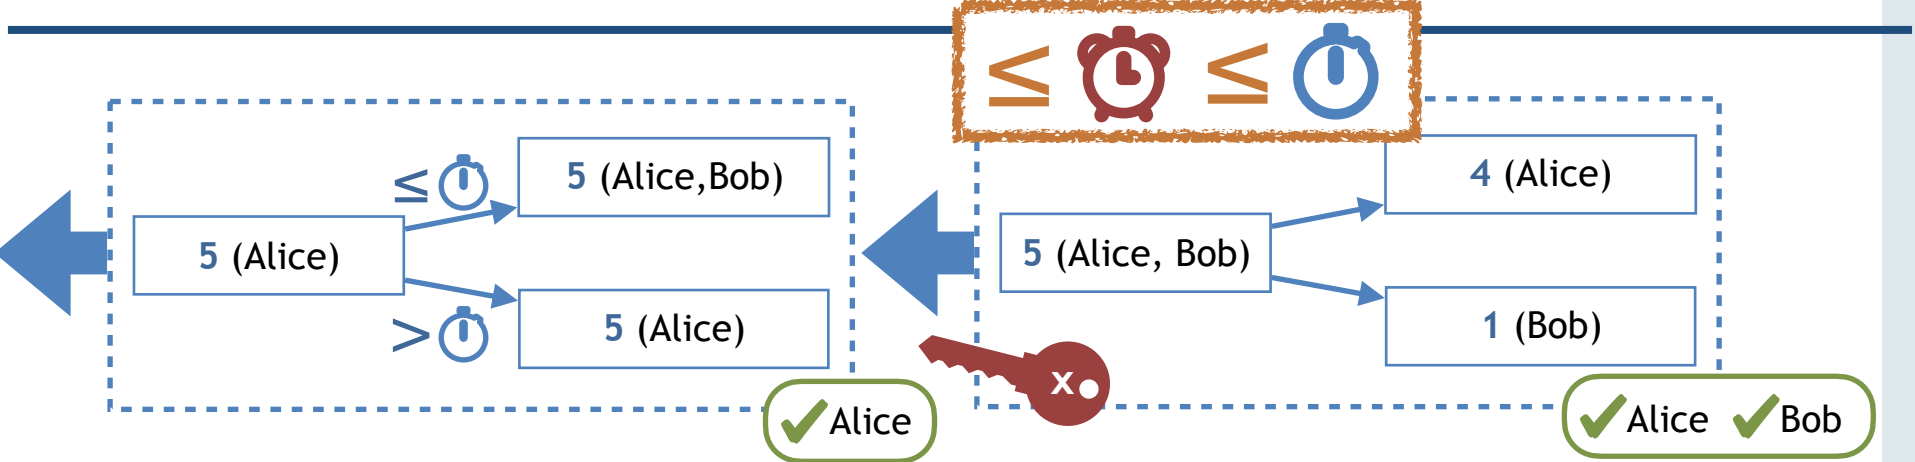 ≤ ≤
≤
5 (Alice,Bob)
5 (Alice)
>
5 (Alice)
Alice
4 (Alice)
5 (Alice, Bob)
1 (Bob)
x
Alice Bob